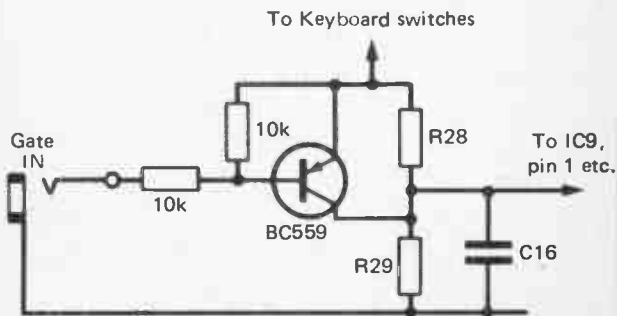 To Keyboard switches
Gate
IN
10k
10k
R28
To IC9,
pin 1 etc.
BC559
R29
C16